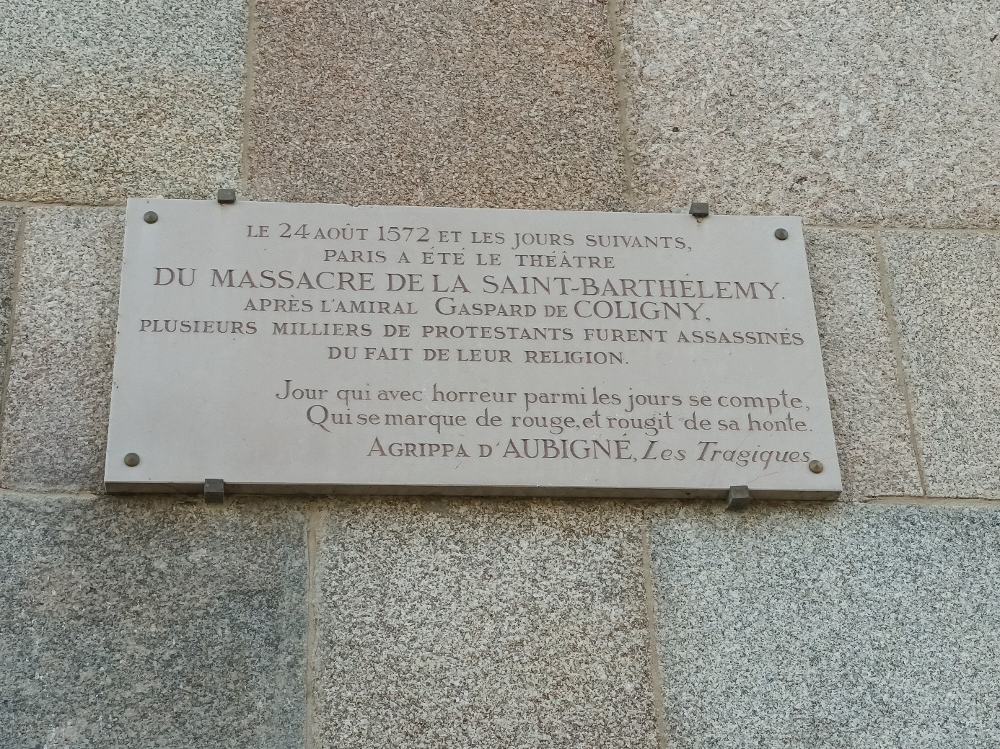 LE 24 AOÛT 1572 ET LES JOURS SUIVANTS,
PARIS A ÉTÉ LE THÉÂTRE
DU MASSACRE DE LA SAINT-BARTHÉLEMY.
APRÈS L'AMIRAL GASPARD DE COLIGNY,
PLUSIEURS MILLIERS DE PROTESTANTS FURENT ASSASSINÉS
DU FAIT DE LEUR RELIGION.
Jour qui avec horreur parmi les jours se compte,
Qui se marque de rouge, et rougit de sa honte.
AGRIPPA D'AUBIGNÉ, Les Tragiques